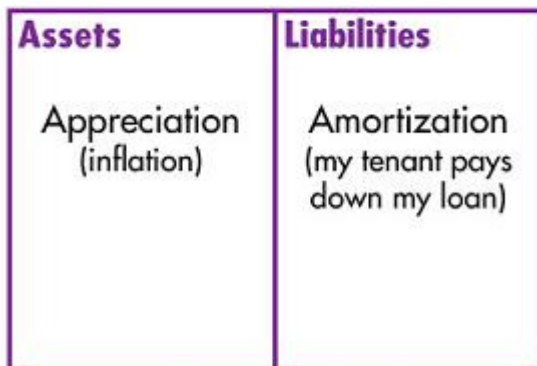 Assets
Appreciation
(inflation)
Liabilities
Amortization
(my tenant pays
down my loan)